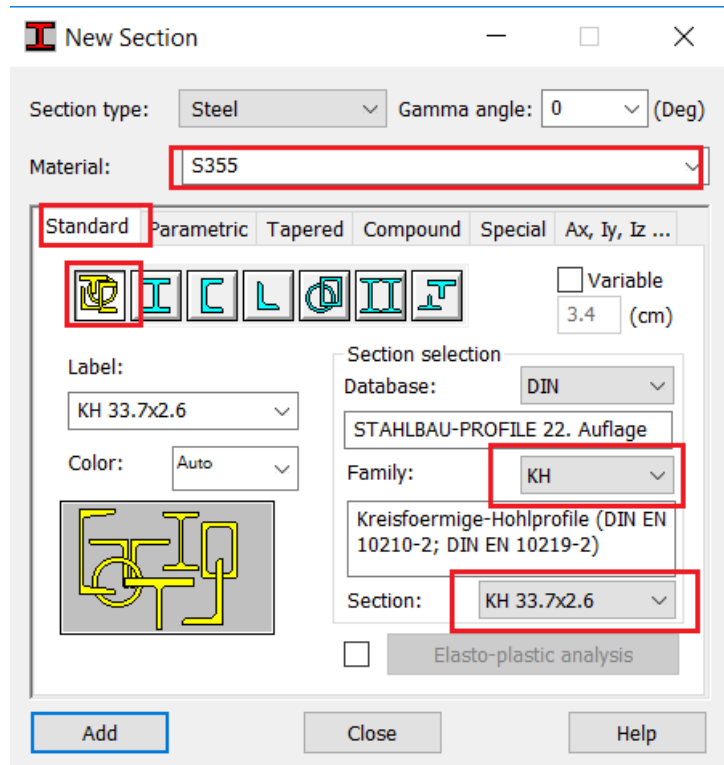 New Section
Section type: Steel Gamma angle: 0 (Deg)
Material: S355
Standard Parametric Tapered Compound Special Ax, Iy, Iz ...
Variable
3.4 (cm)
Label:
KH 33.7x2.6
Color: Auto
Section selection
Database: DIN
STAHLBAU-PROFILE 22. Auflage
Family: KH
Kreisfoermige-Hohlprofile (DIN EN
10210-2; DIN EN 10219-2)
Section: KH 33.7x2.6
Elasto-plastic analysis
Add Close Help